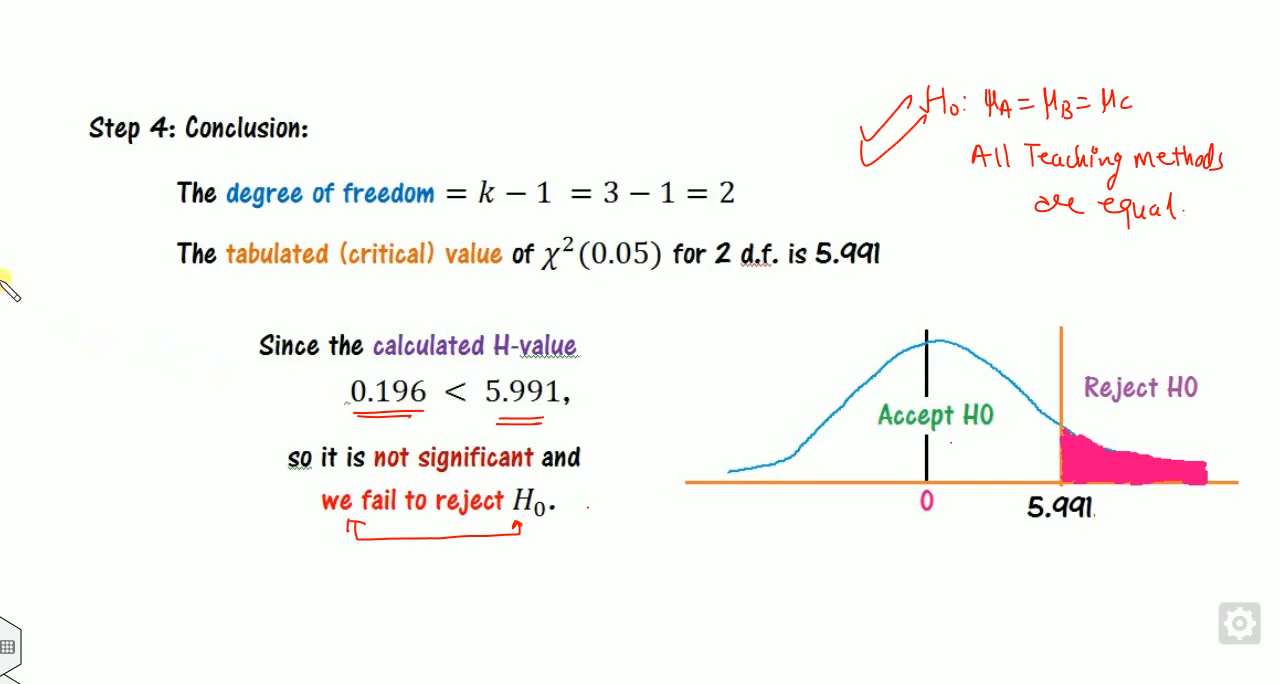 Step 4: Conclusion:
H₀: μA = μB = μC
All Teaching methods
are equal.
The degree of freedom = k − 1 = 3 − 1 = 2
The tabulated (critical) value of χ²(0.05) for 2 d.f. is 5.991
Since the calculated H-value
0.196 < 5.991,
so it is not significant and
we fail to reject H₀.
Accept H0
Reject H0
0
5.991